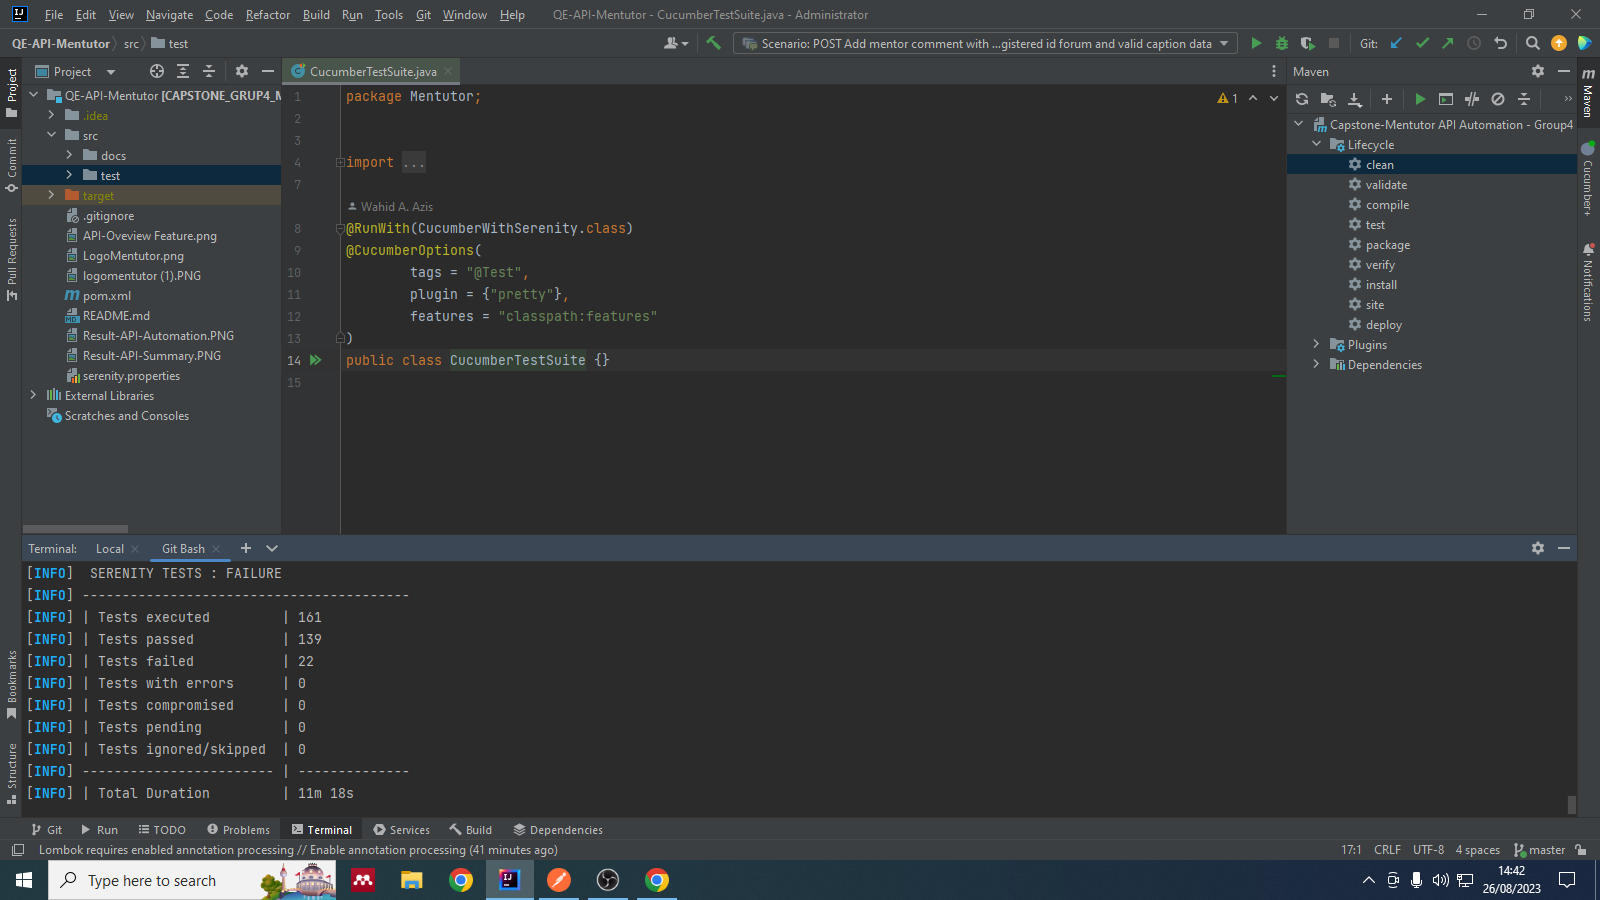 File Edit View Navigate Code Refactor Build Run Tools Git Window Help QE-API-Mentutor - CucumberTestSuite.java - Administrator
QE-API-Mentutor src test
Scenario: POST Add mentor comment with ...gistered id forum and valid caption data
Git:
Project
CucumberTestSuite.java
Maven
Project
Commit
Pull Requests
Bookmarks
Structure
QE-API-Mentutor [CAPSTONE_GRUP4_M
.idea
src
docs
test
target
.gitignore
API-Oveview Feature.png
LogoMentutor.png
logomentutor (1).PNG
pom.xml
README.md
Result-API-Automation.PNG
Result-API-Summary.PNG
serenity.properties
External Libraries
Scratches and Consoles
1 package Mentutor;
2
3
4 import ...
7
Wahid A. Azis
8 @RunWith(CucumberWithSerenity.class)
9 @CucumberOptions(
10 tags = "@Test",
11 plugin = {"pretty"},
12 features = "classpath:features"
13 )
14 public class CucumberTestSuite {}
15
1
Capstone-Mentutor API Automation - Group4
Lifecycle
clean
validate
compile
test
package
verify
install
site
deploy
Plugins
Dependencies
Maven
Cucumber+
Notifications
Terminal: Local Git Bash
[INFO] SERENITY TESTS : FAILURE
[INFO] -----------------------------------------
[INFO] | Tests executed | 161
[INFO] | Tests passed | 139
[INFO] | Tests failed | 22
[INFO] | Tests with errors | 0
[INFO] | Tests compromised | 0
[INFO] | Tests pending | 0
[INFO] | Tests ignored/skipped | 0
[INFO] ------------------------ | --------------
[INFO] | Total Duration | 11m 18s
Git Run TODO Problems Terminal Services Build Dependencies
Lombok requires enabled annotation processing // Enable annotation processing (41 minutes ago)
17:1 CRLF UTF-8 4 spaces master
Type here to search
14:42
26/08/2023